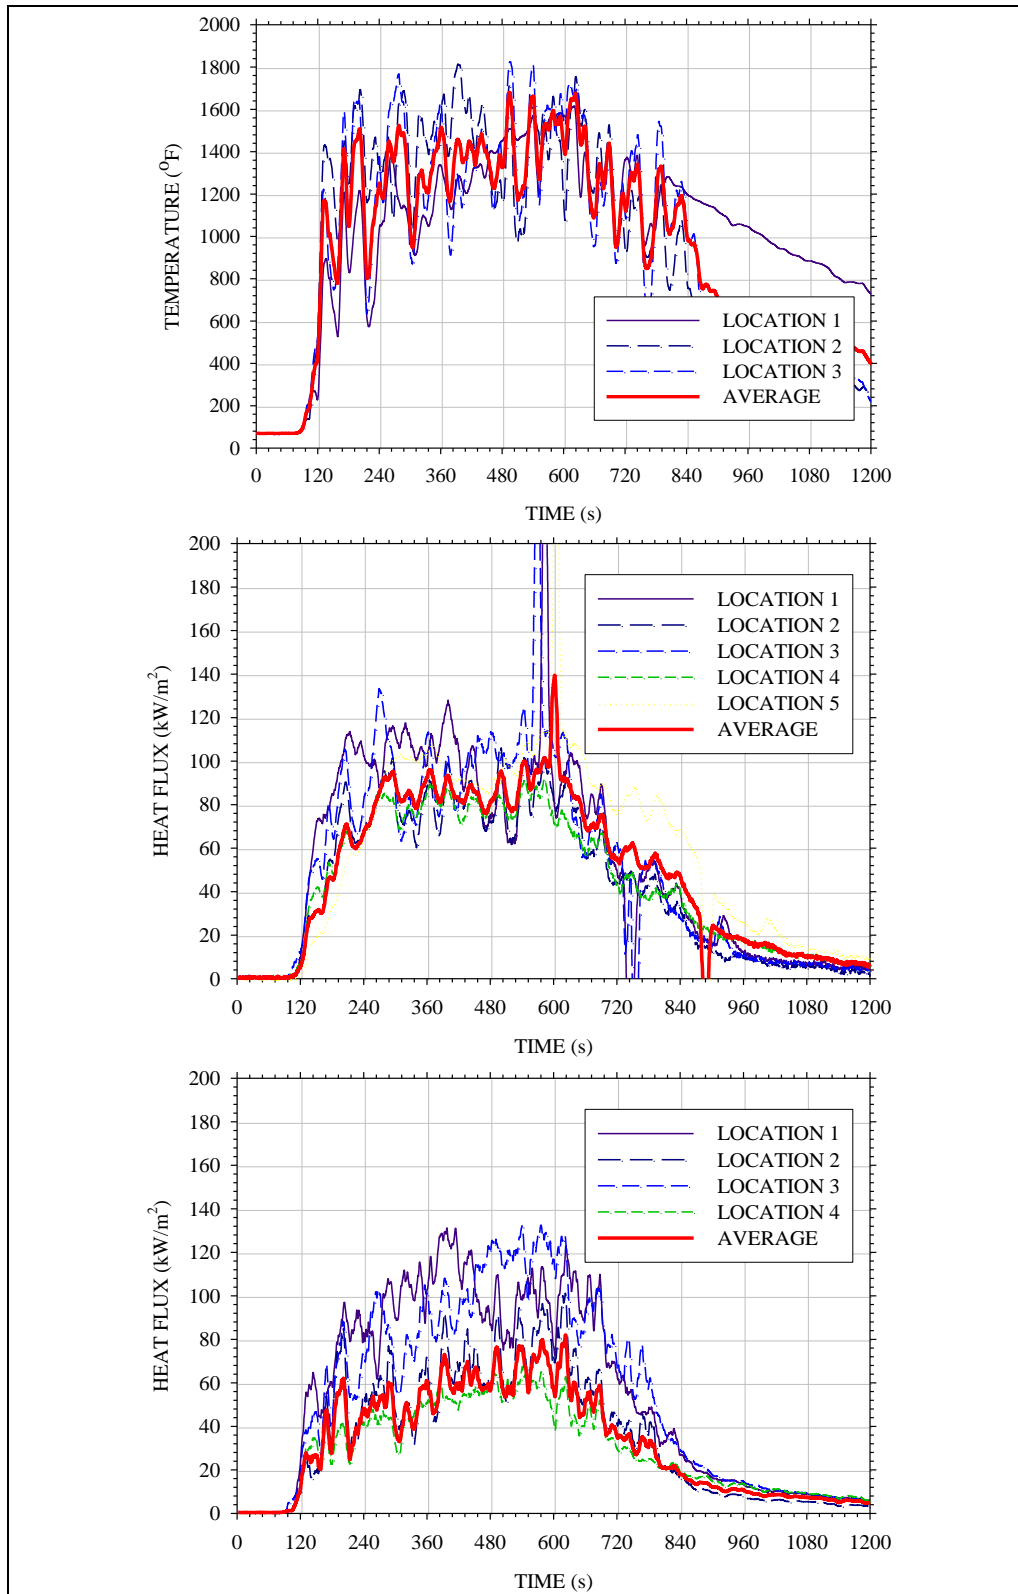 2000
1800
1600
1400
1200
1000
800
600
400
200
0
TEMPERATURE (°F)
LOCATION 1
LOCATION 2
LOCATION 3
AVERAGE
0 120 240 360 480 600 720 840 960 1080 1200
TIME (s)
200
180
160
140
120
100
80
60
40
20
0
HEAT FLUX (kW/m²)
LOCATION 1
LOCATION 2
LOCATION 3
LOCATION 4
LOCATION 5
AVERAGE
0 120 240 360 480 600 720 840 960 1080 1200
TIME (s)
200
180
160
140
120
100
80
60
40
20
0
HEAT FLUX (kW/m²)
LOCATION 1
LOCATION 2
LOCATION 3
LOCATION 4
AVERAGE
0 120 240 360 480 600 720 840 960 1080 1200
TIME (s)